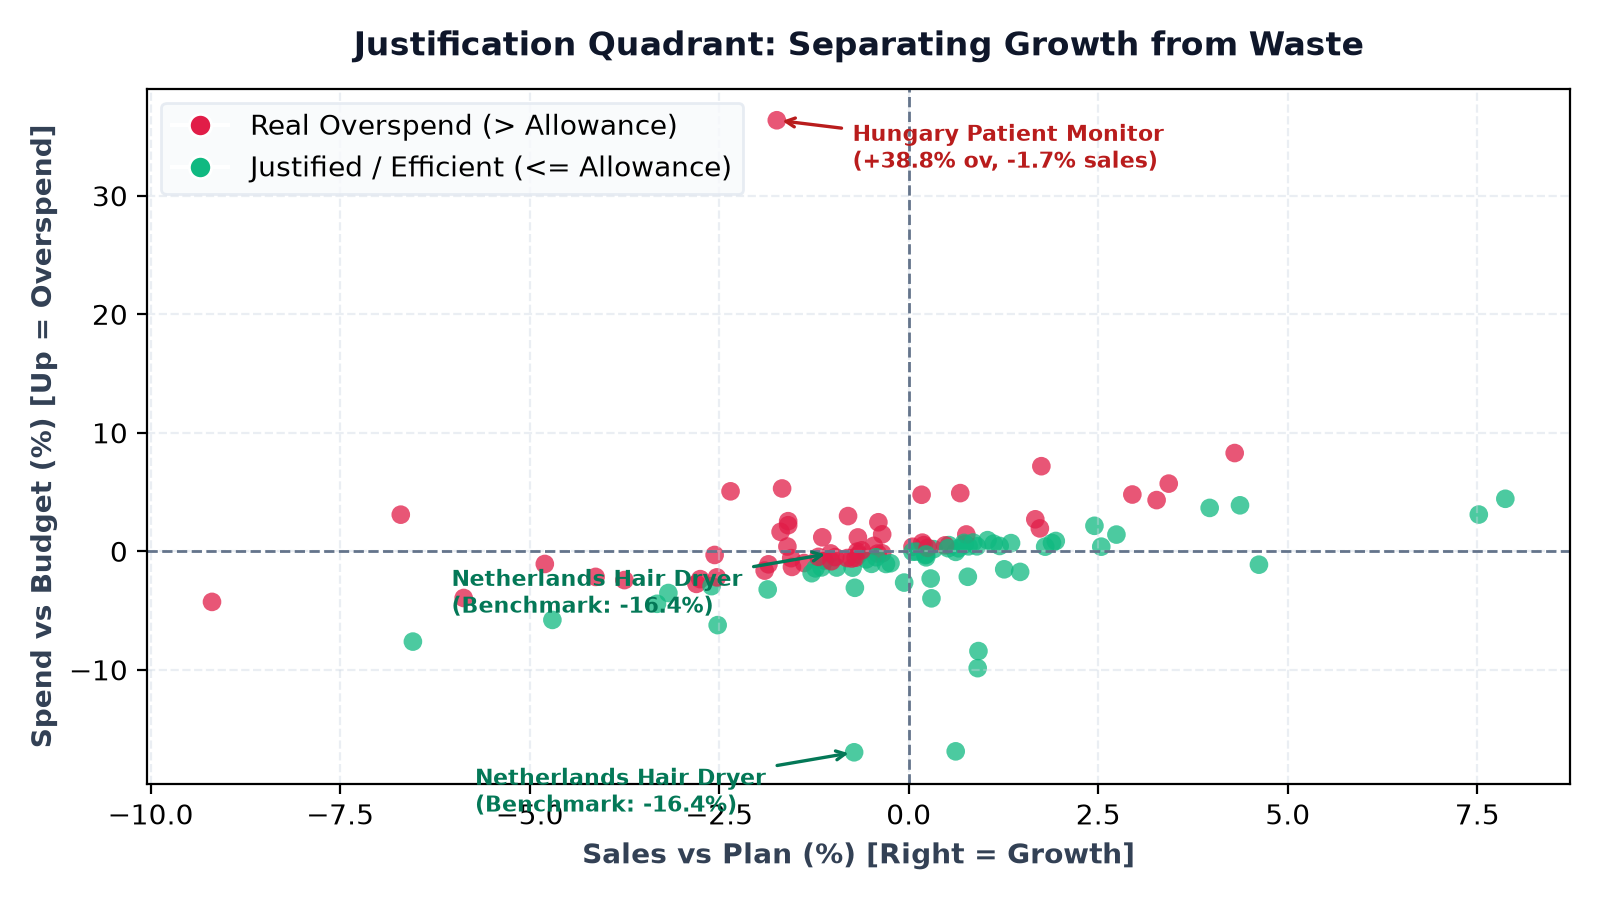 Justification Quadrant: Separating Growth from Waste
Real Overspend (> Allowance)
Justified / Efficient (<= Allowance)
Hungary Patient Monitor
(+38.8% ov, -1.7% sales)
Netherlands Hair Dryer
(Benchmark: -16.4%)
Netherlands Hair Dryer
(Benchmark: -16.4%)
Spend vs Budget (%) [Up = Overspend]
30
20
10
0
−10
−10.0 −7.5 −5.0 −2.5 0.0 2.5 5.0 7.5
Sales vs Plan (%) [Right = Growth]